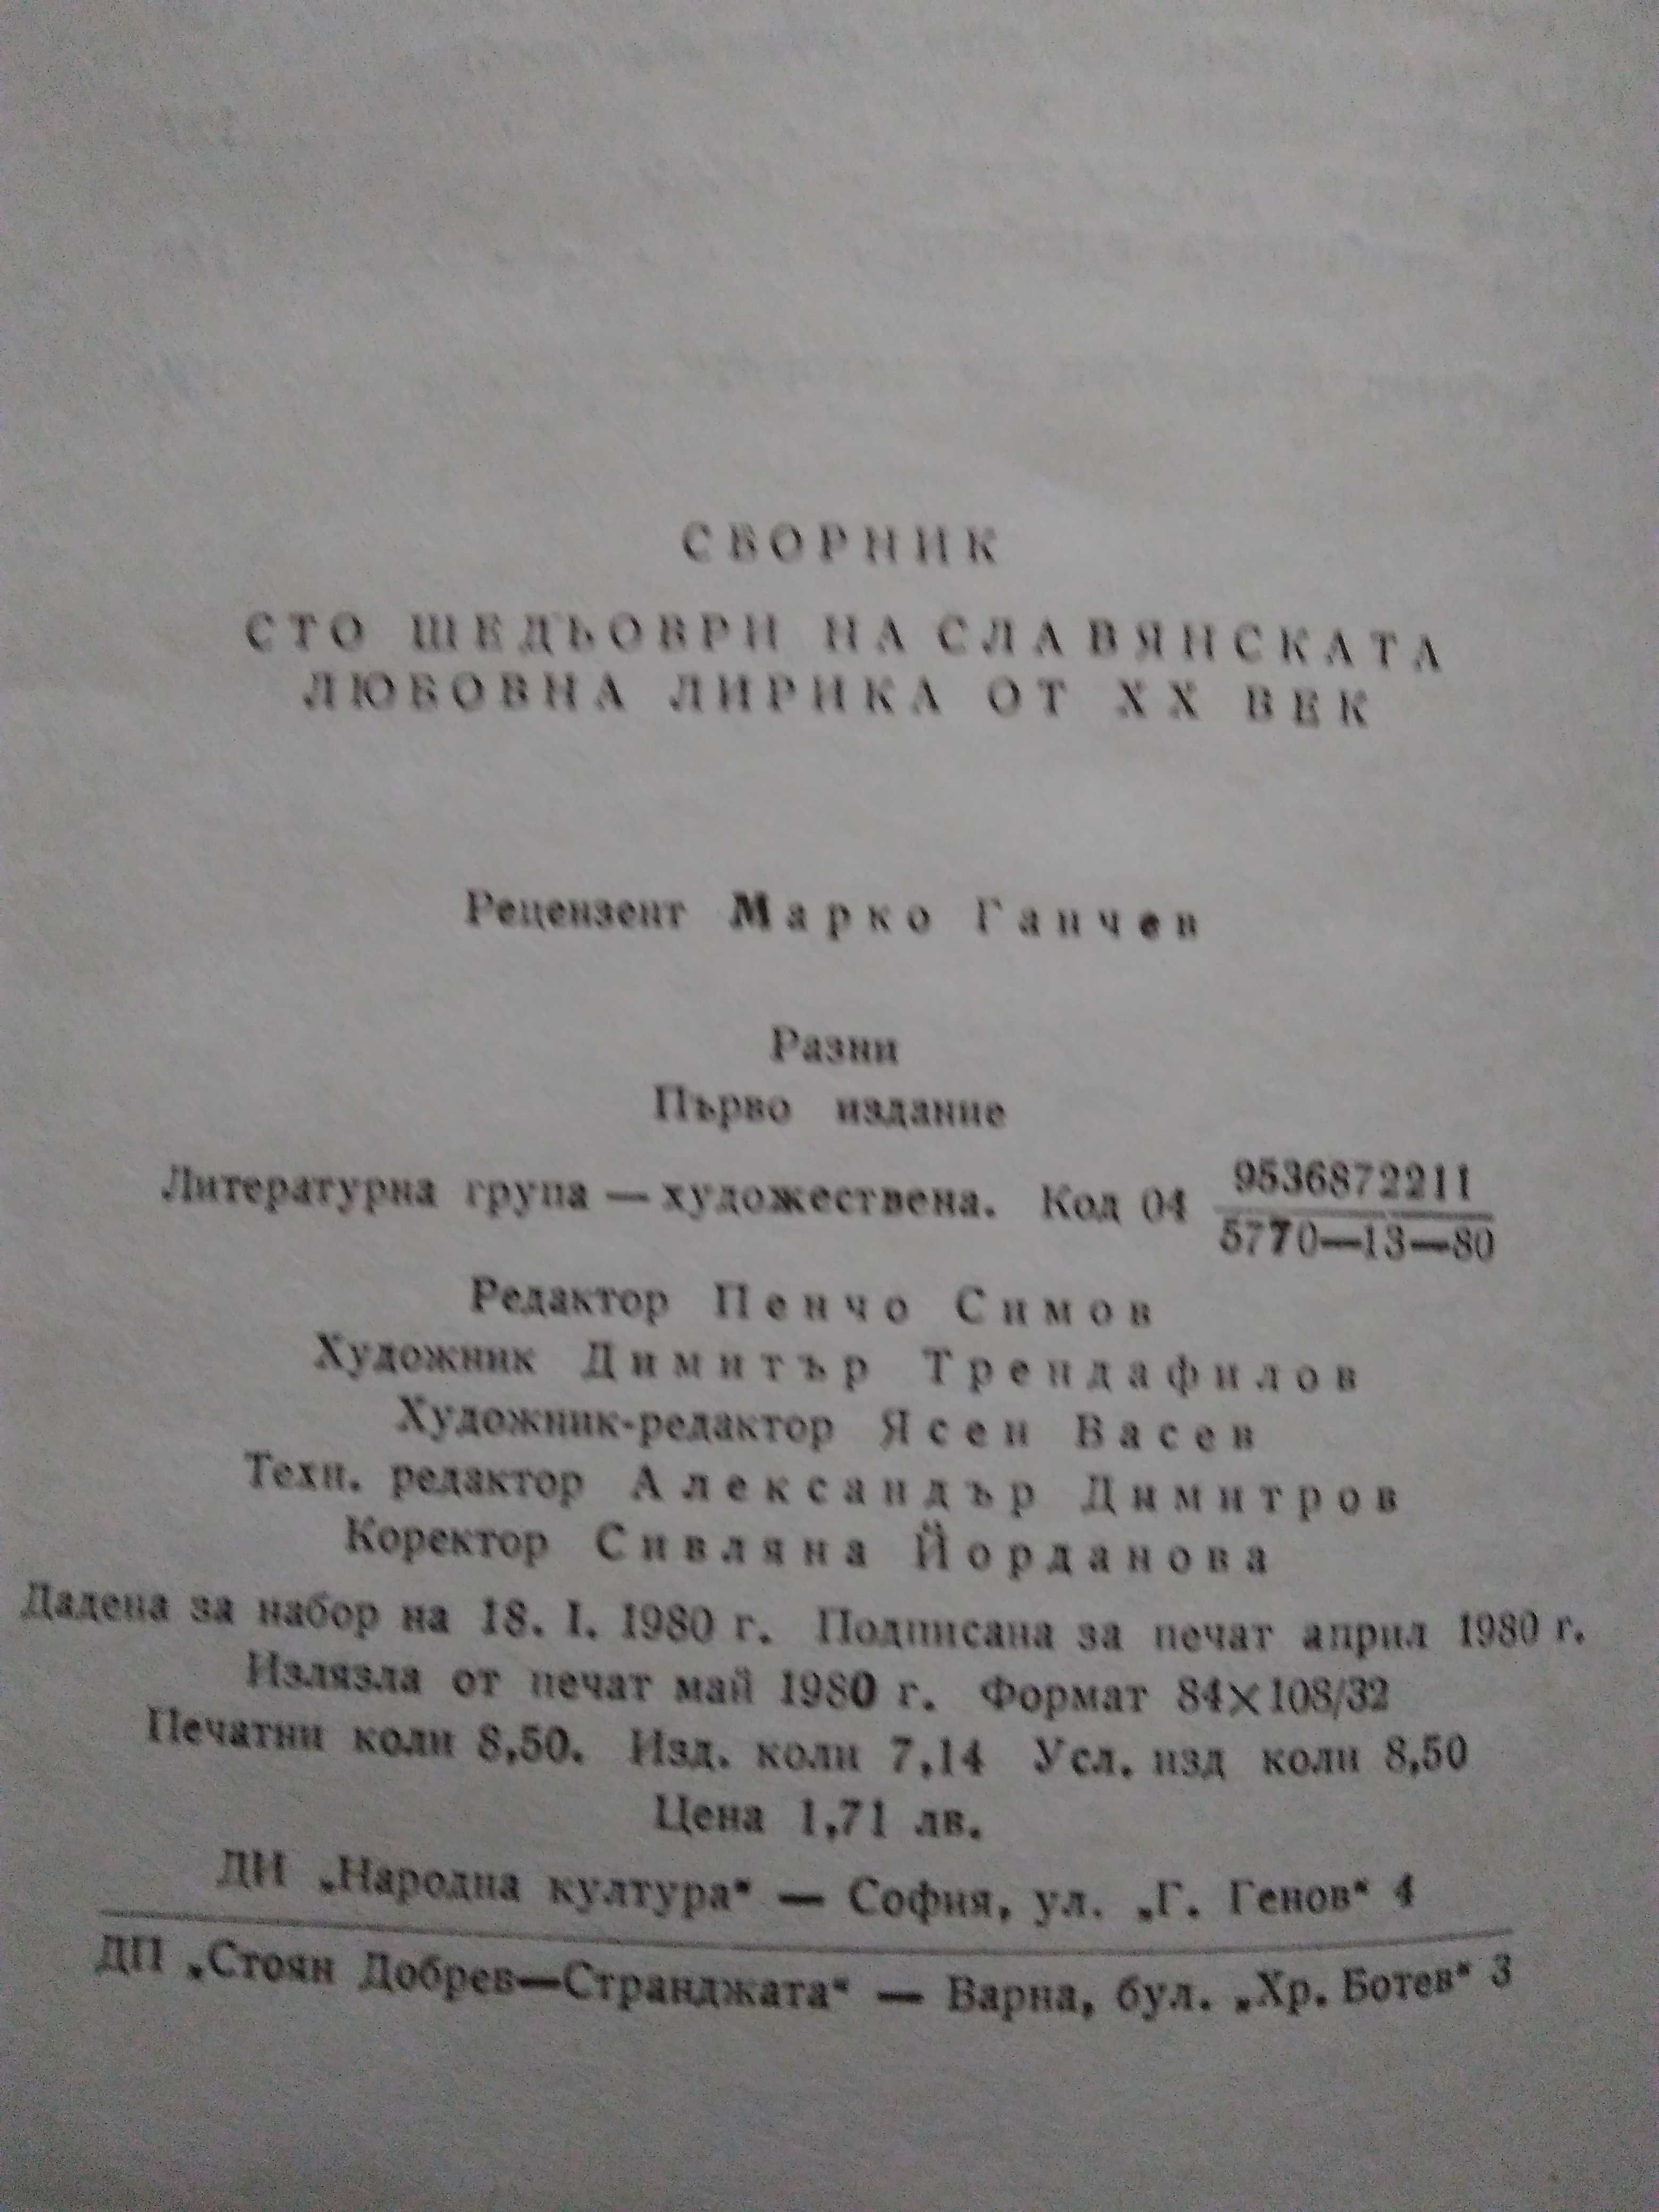 СБОРНИК
СТО ШЕДЬОВРИ НА СЛАВЯНСКАТА
ЛЮБОВНА ЛИРИКА ОТ XX ВЕК
Рецензент Марко Ганчев
Разни
Първо издание
Литературна група — художествена. Код 04 9536872211
5770—13—80
Редактор Пенчо Симов
Художник Димитър Трендафилов
Художник-редактор Ясен Васев
Техн. редактор Александър Димитров
Коректор Сивляна Йорданова
Дадена за набор на 18. I. 1980 г. Подписана за печат април 1980 г.
Излязла от печат май 1980 г. Формат 84×108/32
Печатни коли 8,50. Изд. коли 7,14 Усл. изд коли 8,50
Цена 1,71 лв.
ДИ „Народна култура“ — София, ул. „Г. Генов“ 4
ДП „Стоян Добрев—Странджата“ — Варна, бул. „Хр. Ботев“ 3